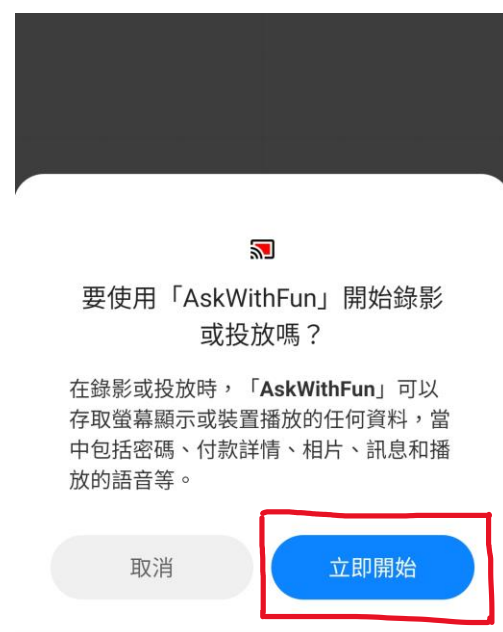 要使用「AskWithFun」開始錄影
或投放嗎？
在錄影或投放時，「AskWithFun」可以
存取螢幕顯示或裝置播放的任何資料，當
中包括密碼、付款詳情、相片、訊息和播
放的語音等。
取消
立即開始